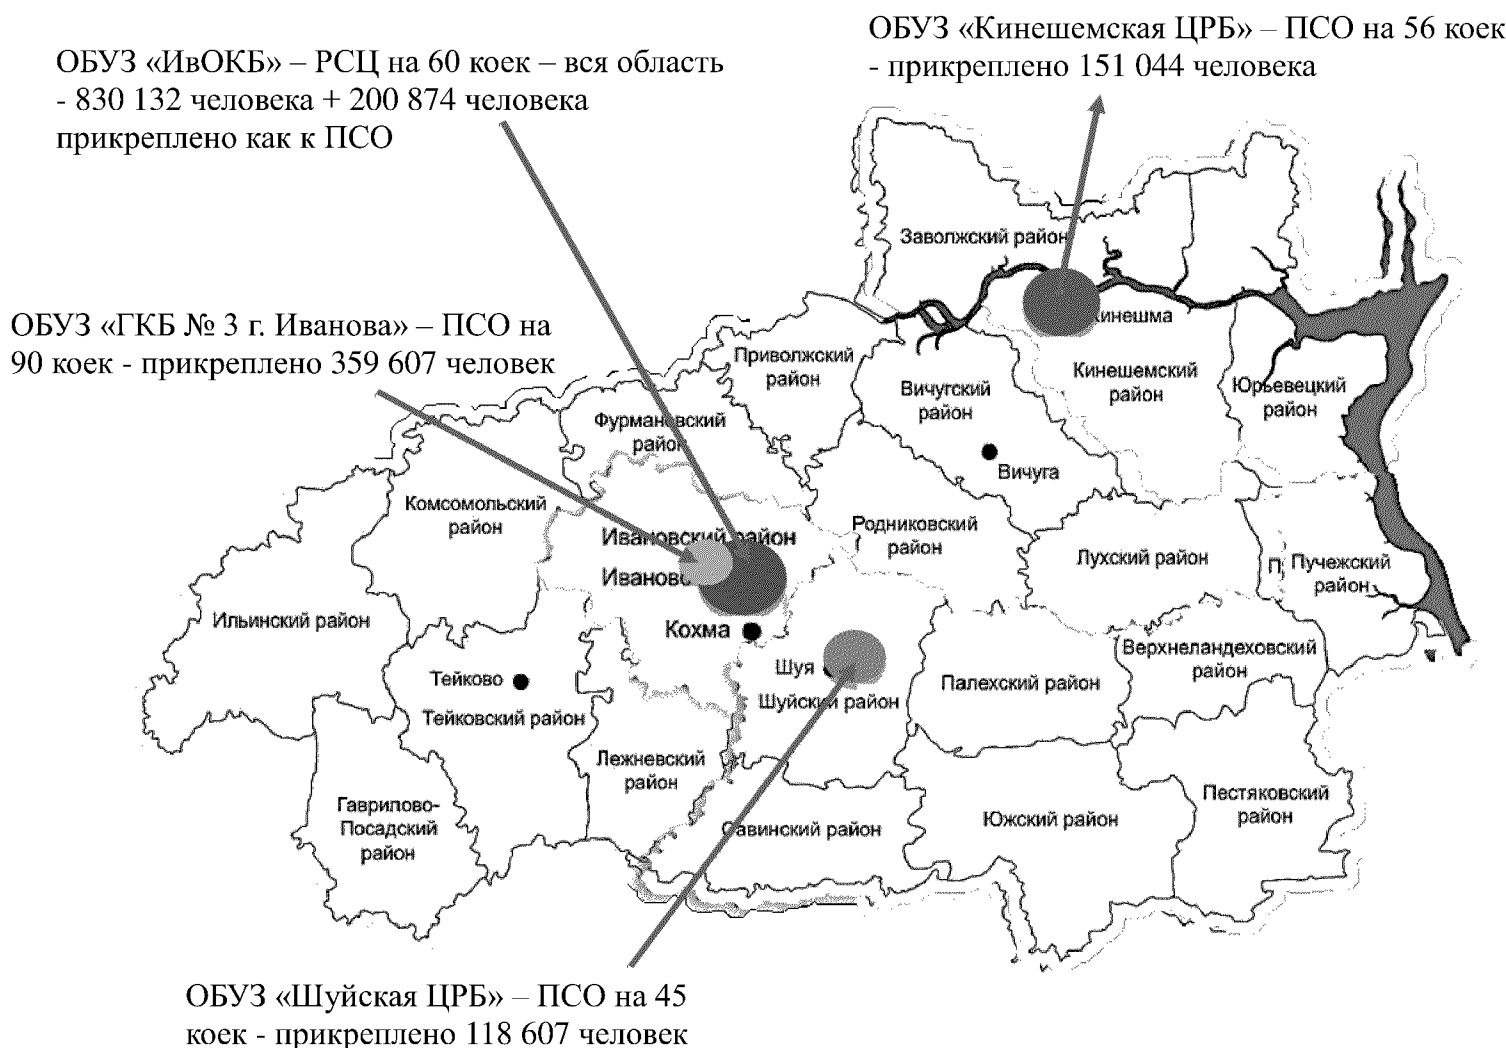 ОБУЗ «Кинешемская ЦРБ» – ПСО на 56 коек
- прикреплено 151 044 человека
ОБУЗ «ИвОКБ» – РСЦ на 60 коек – вся область
- 830 132 человека + 200 874 человека
прикреплено как к ПСО
ОБУЗ «ГКБ № 3 г. Иванова» – ПСО на
90 коек - прикреплено 359 607 человек
Заволжский район
инешма
Приволжский
район
Вичугский
район
Кинешемский
район
Юрьевецкий
район
Фурмановский
район
Вичуга
Комсомольский
район
Ивановский район
Иваново
Родниковский
район
Лухский район
П
Пучежский
район
Ильинский район
Кохма
Верхнеландеховский
район
Тейково
Тейковский район
Шуя
Шуйский район
Палехский район
Лежневский
район
Гаврилово-
Посадский
район
Савинский район
Южский район
Пестяковский
район
ОБУЗ «Шуйская ЦРБ» – ПСО на 45
коек - прикреплено 118 607 человек